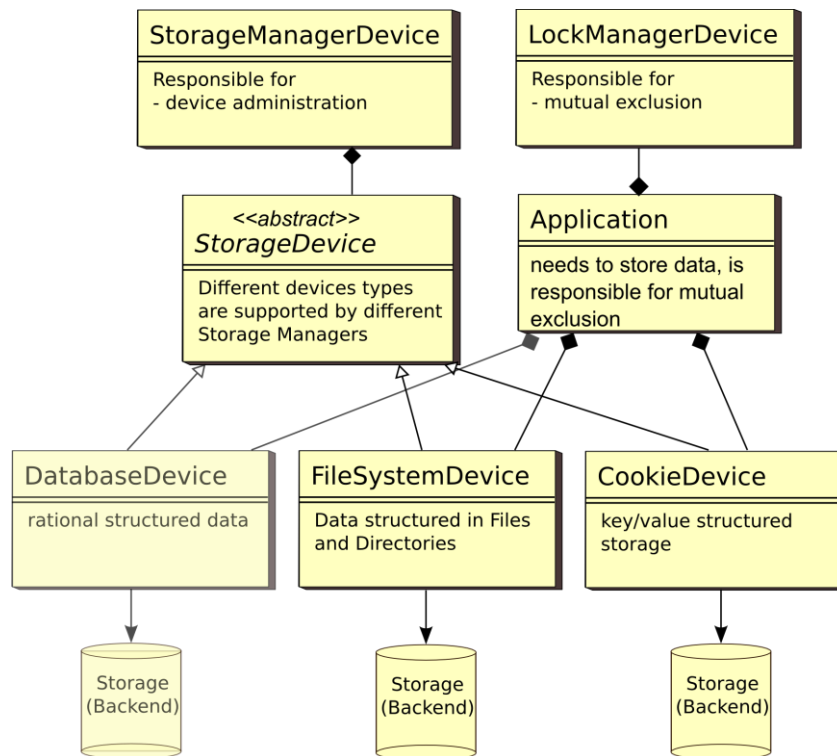 StorageManagerDevice
Responsible for
- device administration
LockManagerDevice
Responsible for
- mutual exclusion
<<abstract>>
StorageDevice
Different devices types
are supported by different
Storage Managers
Application
needs to store data, is
responsible for mutual
exclusion
DatabaseDevice
rational structured data
FileSystemDevice
Data structured in Files
and Directories
CookieDevice
key/value structured
storage
Storage
(Backend)
Storage
(Backend)
Storage
(Backend)